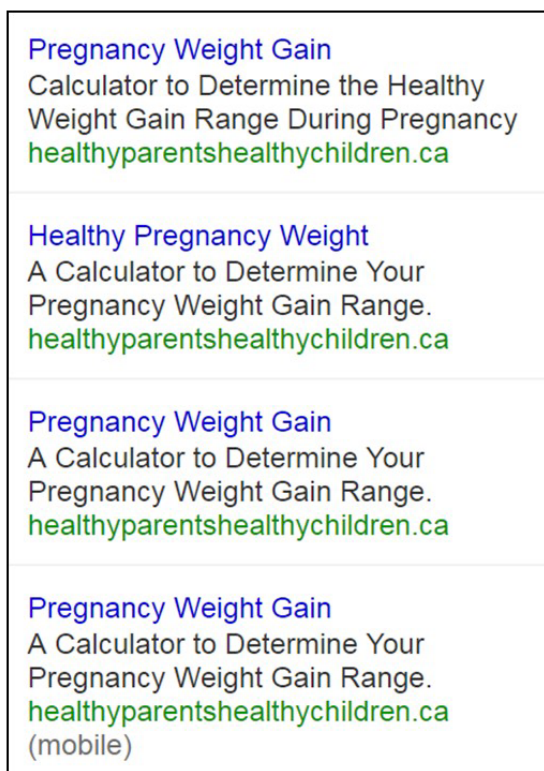 Pregnancy Weight Gain
Calculator to Determine the Healthy
Weight Gain Range During Pregnancy
healthyparentshealthychildren.ca
Healthy Pregnancy Weight
A Calculator to Determine Your
Pregnancy Weight Gain Range.
healthyparentshealthychildren.ca
Pregnancy Weight Gain
A Calculator to Determine Your
Pregnancy Weight Gain Range.
healthyparentshealthychildren.ca
Pregnancy Weight Gain
A Calculator to Determine Your
Pregnancy Weight Gain Range.
healthyparentshealthychildren.ca
(mobile)